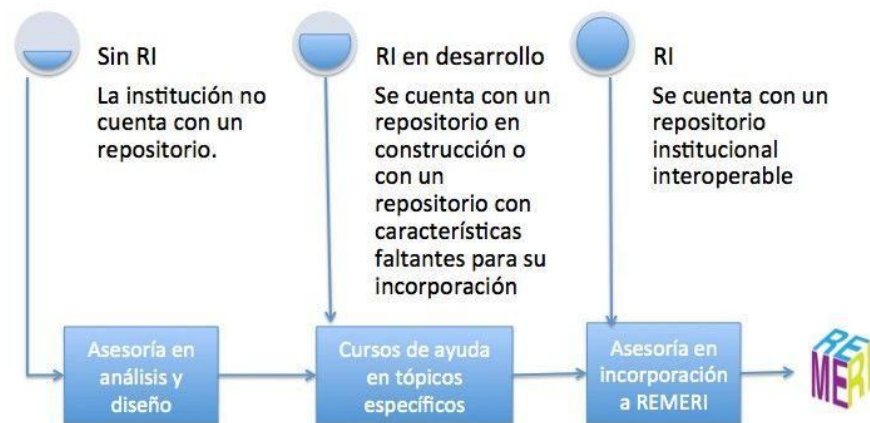 Sin RI
La institución no
cuenta con un
repositorio.
RI en desarrollo
Se cuenta con un
repositorio en
construcción o
con un
repositorio con
características
faltantes para su
incorporación
RI
Se cuenta con un
repositorio
institucional
interoperable
Asesoría en
análisis y
diseño
Cursos de ayuda
en tópicos
específicos
Asesoría en
incorporación
a REMERI
RE
MERI